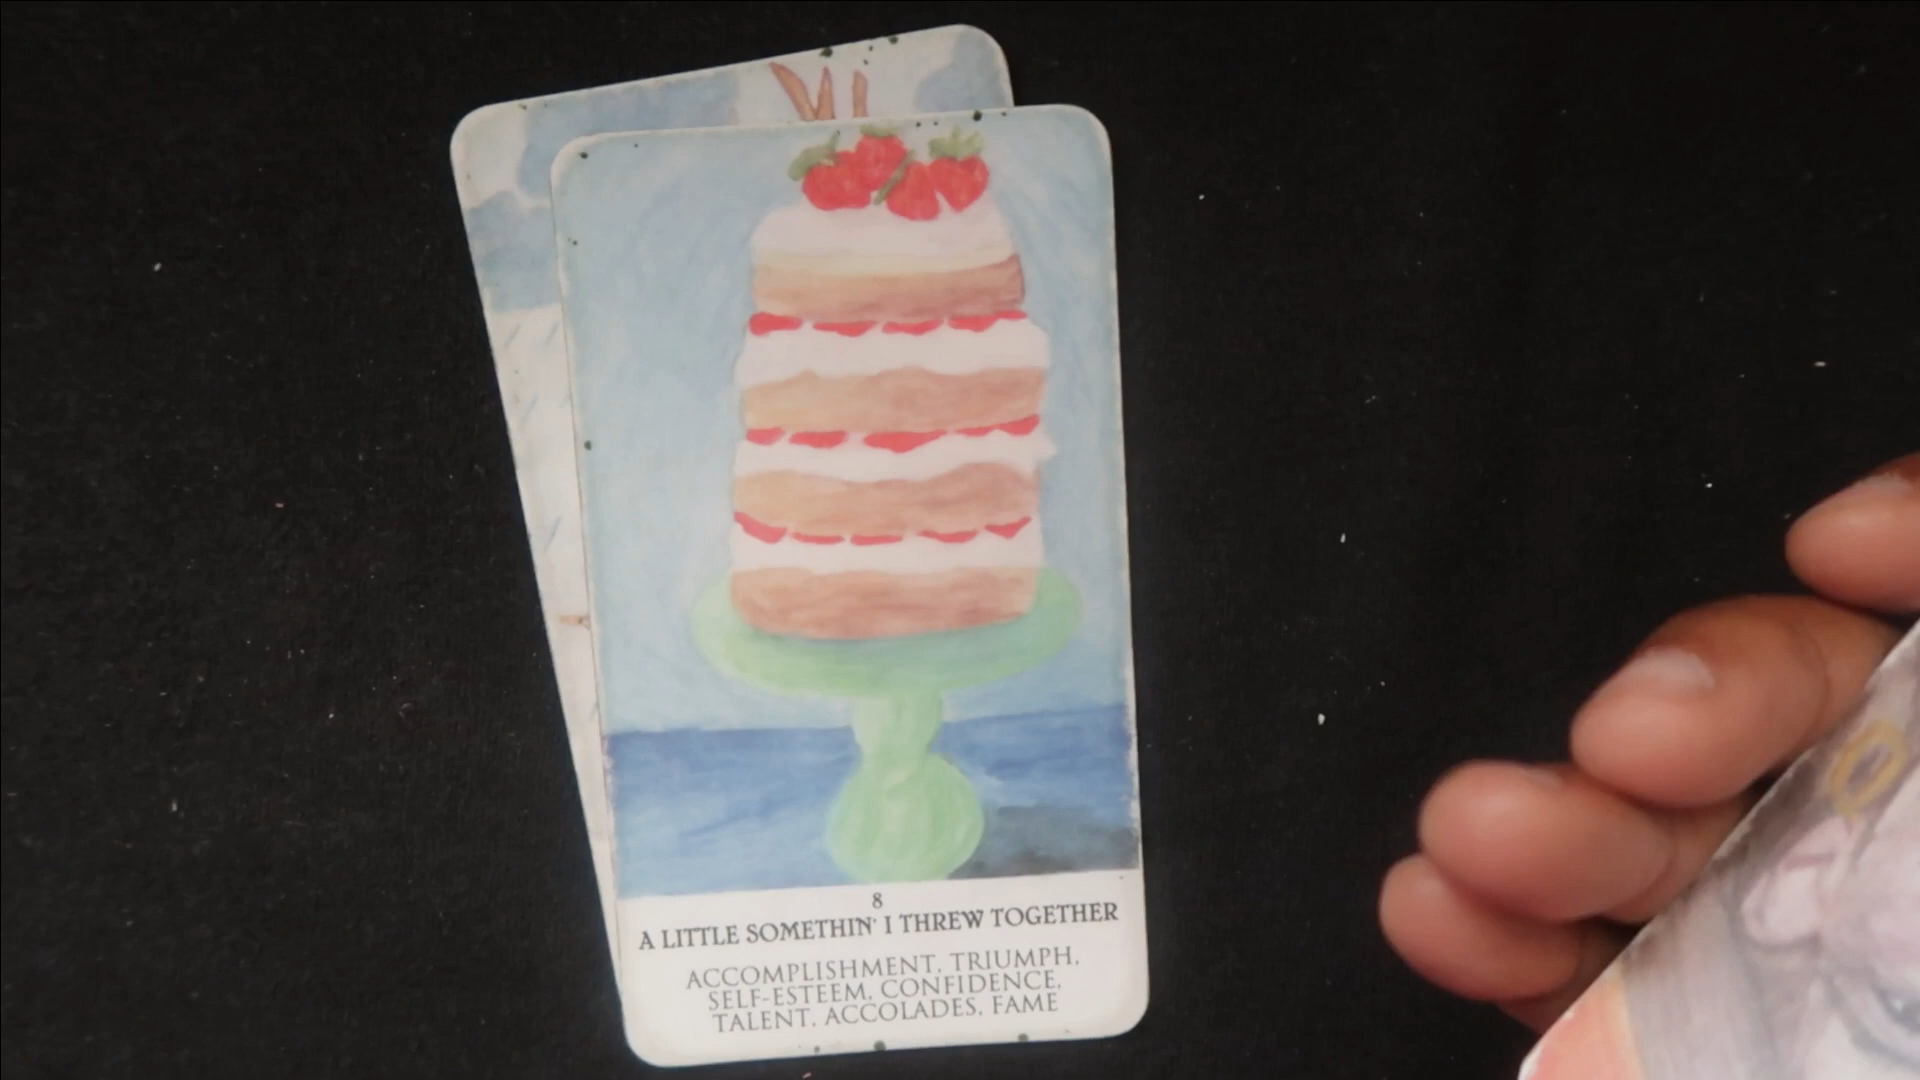 8
A LITTLE SOMETHIN' I THREW TOGETHER
ACCOMPLISHMENT, TRIUMPH,
SELF-ESTEEM, CONFIDENCE,
TALENT, ACCOLADES, FAME